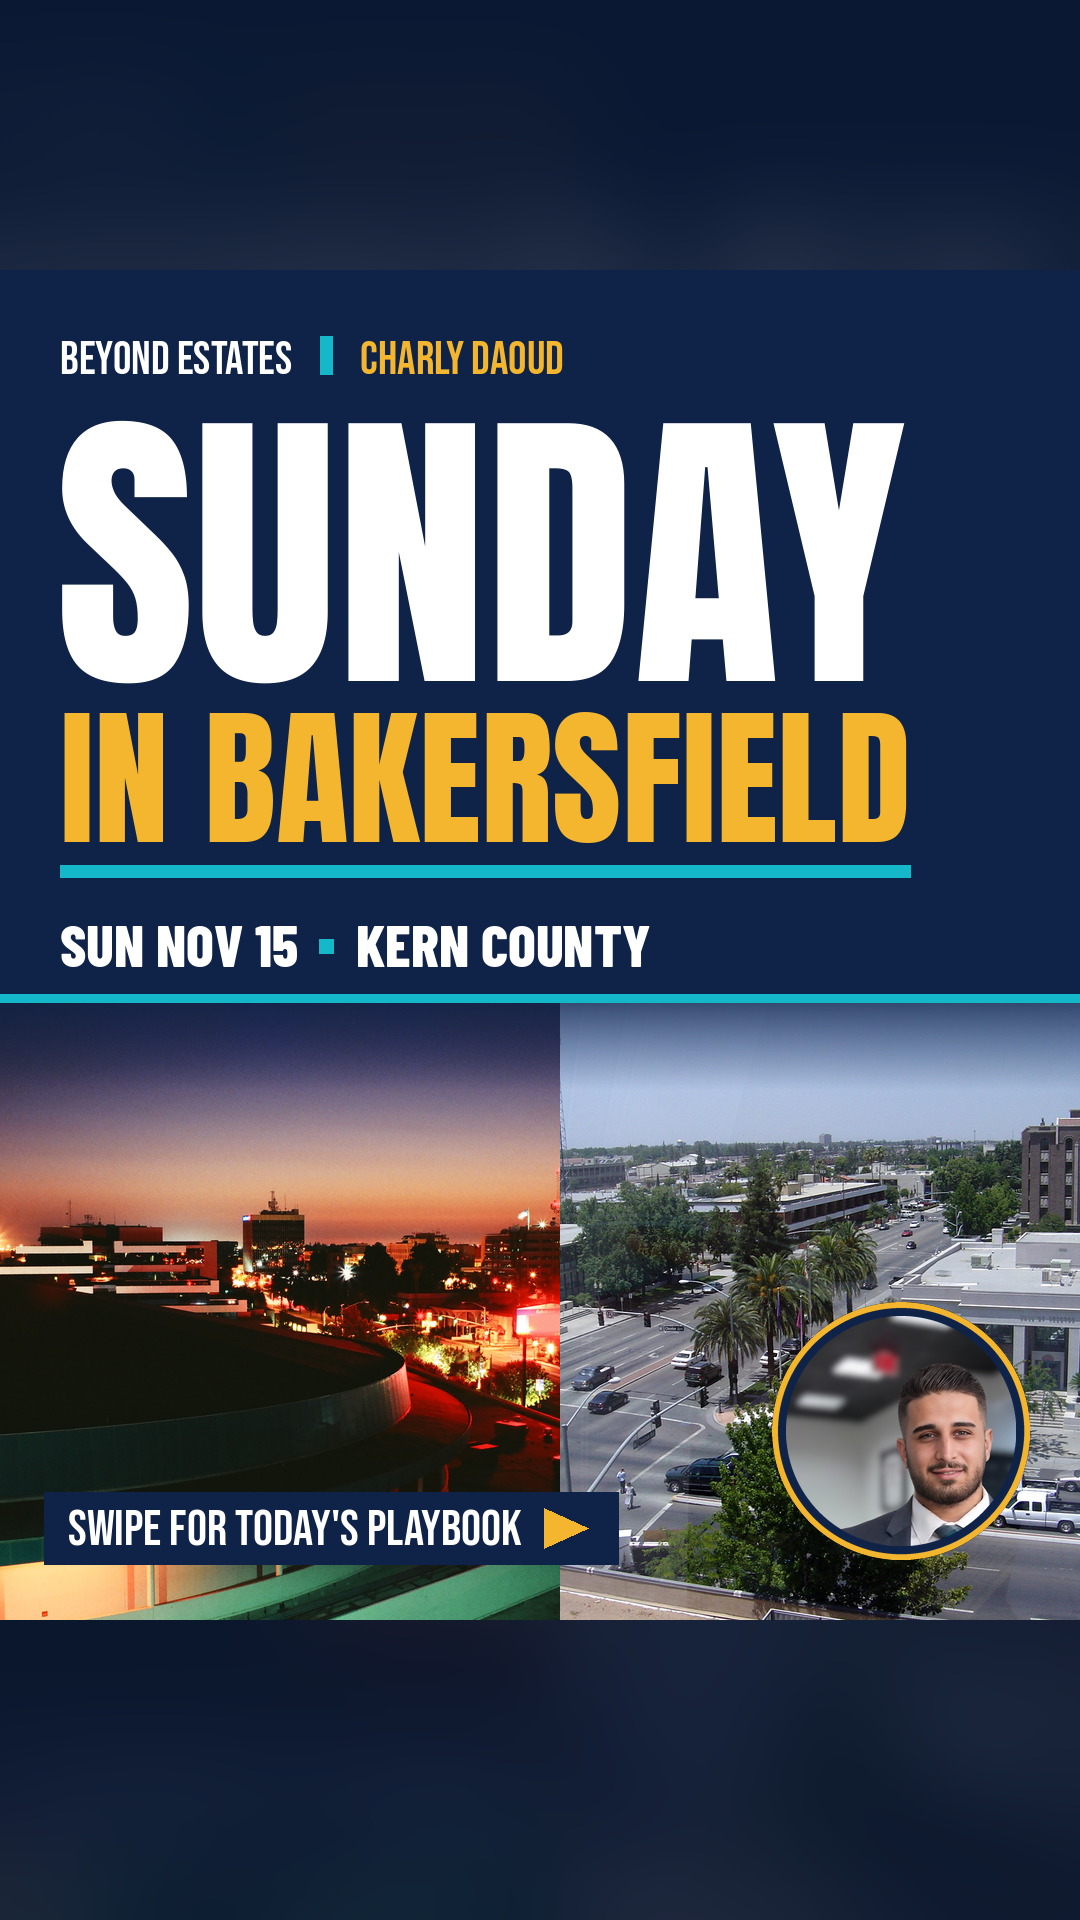 BEYOND ESTATES CHARLY DAOUD
SUNDAY
IN BAKERSFIELD
SUN NOV 15 ▪ KERN COUNTY
SWIPE FOR TODAY'S PLAYBOOK